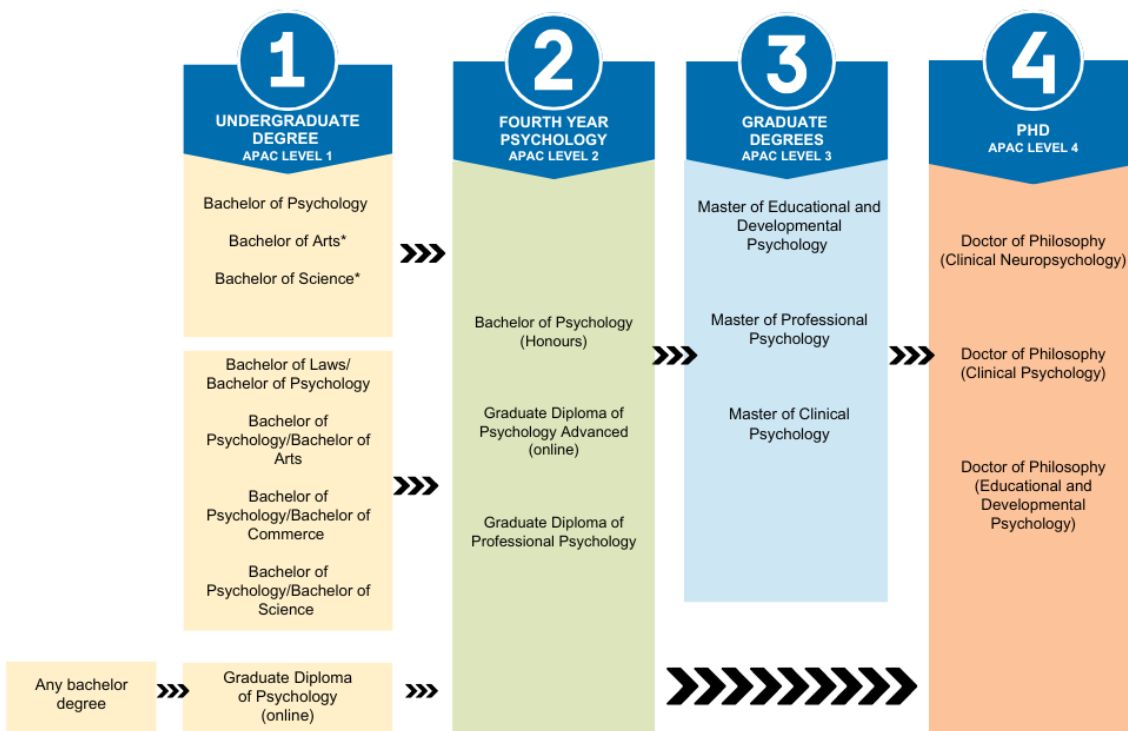 1
UNDERGRADUATE
DEGREE
APAC LEVEL 1
Bachelor of Psychology
Bachelor of Arts*
Bachelor of Science*
Bachelor of Laws/
Bachelor of Psychology
Bachelor of
Psychology/Bachelor of
Arts
Bachelor of
Psychology/Bachelor of
Commerce
Bachelor of
Psychology/Bachelor of
Science
Any bachelor
degree
Graduate Diploma
of Psychology
(online)
2
FOURTH YEAR
PSYCHOLOGY
APAC LEVEL 2
Bachelor of Psychology
(Honours)
Graduate Diploma of
Psychology Advanced
(online)
Graduate Diploma of
Professional Psychology
3
GRADUATE
DEGREES
APAC LEVEL 3
Master of Educational and
Developmental
Psychology
Master of Professional
Psychology
Master of Clinical
Psychology
4
PHD
APAC LEVEL 4
Doctor of Philosophy
(Clinical Neuropsychology)
Doctor of Philosophy
(Clinical Psychology)
Doctor of Philosophy
(Educational and
Developmental
Psychology)